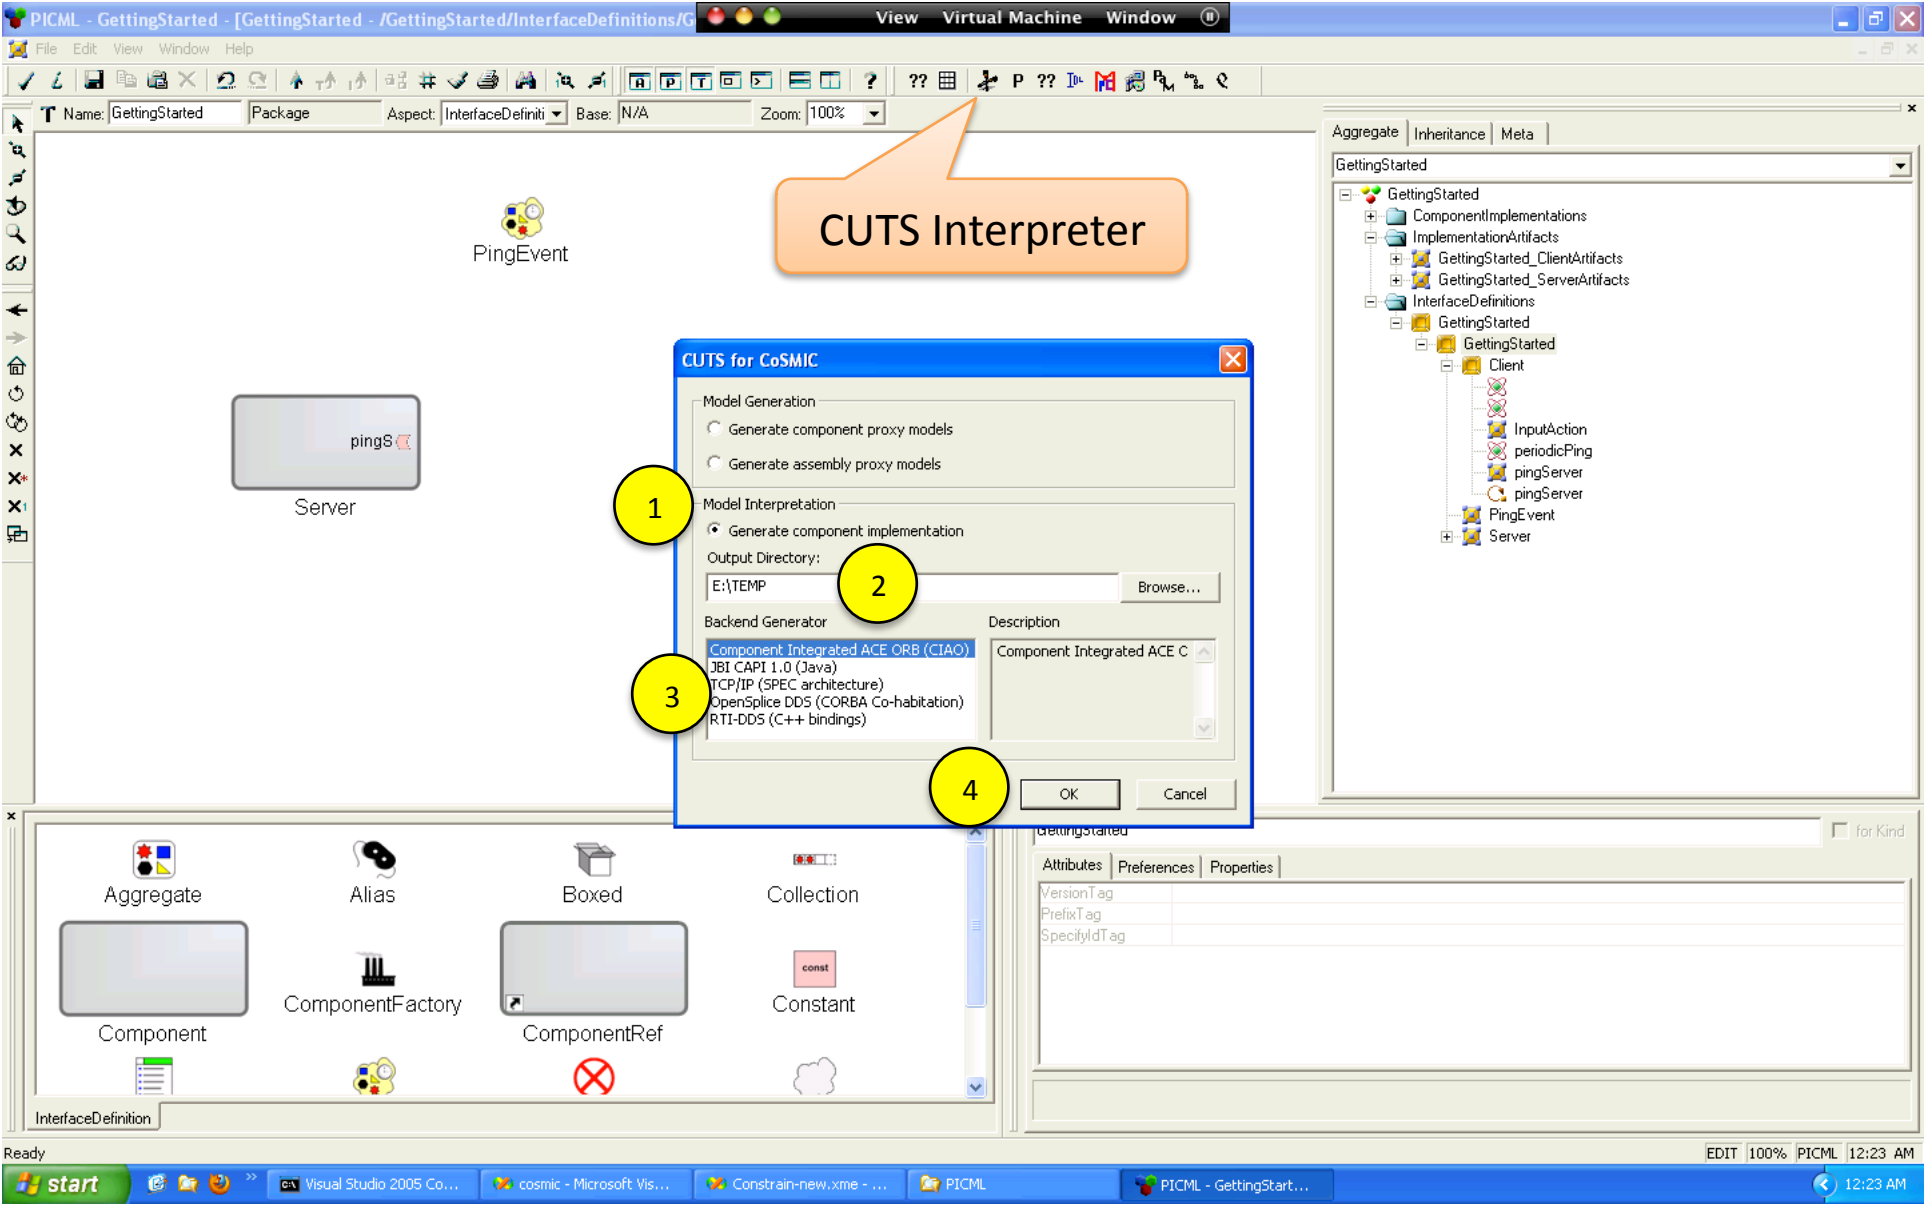 PICML - GettingStarted - [GettingStarted - /GettingStarted/InterfaceDefinitions/G
View Virtual Machine Window
File Edit View Window Help
A P T ? ?? P ??
Name: GettingStarted Package Aspect: InterfaceDefiniti Base: N/A Zoom: 100%
CUTS Interpreter
PingEvent
pingS
Server
Aggregate Inheritance Meta
GettingStarted
GettingStarted
ComponentImplementations
ImplementationArtifacts
GettingStarted_ClientArtifacts
GettingStarted_ServerArtifacts
InterfaceDefinitions
GettingStarted
GettingStarted
Client
InputAction
periodicPing
pingServer
pingServer
PingEvent
Server
CUTS for CoSMIC
Model Generation
Generate component proxy models
Generate assembly proxy models
1
Model Interpretation
Generate component implementation
Output Directory:
E:\TEMP
2
Browse...
Backend Generator Description
Component Integrated ACE ORB (CIAO)
JBI CAPI 1.0 (Java)
TCP/IP (SPEC architecture)
OpenSplice DDS (CORBA Co-habitation)
RTI-DDS (C++ bindings)
Component Integrated ACE C
3
4
OK Cancel
Aggregate Alias Boxed Collection
const
Component ComponentFactory ComponentRef Constant
InterfaceDefinition
GettingStarted for Kind
Attributes Preferences Properties
VersionTag
PrefixTag
SpecifyIdTag
Ready
EDIT 100% PICML 12:23 AM
start Visual Studio 2005 Co... cosmic - Microsoft Vis... Constrain-new.xme - ... PICML PICML - GettingStart... 12:23 AM